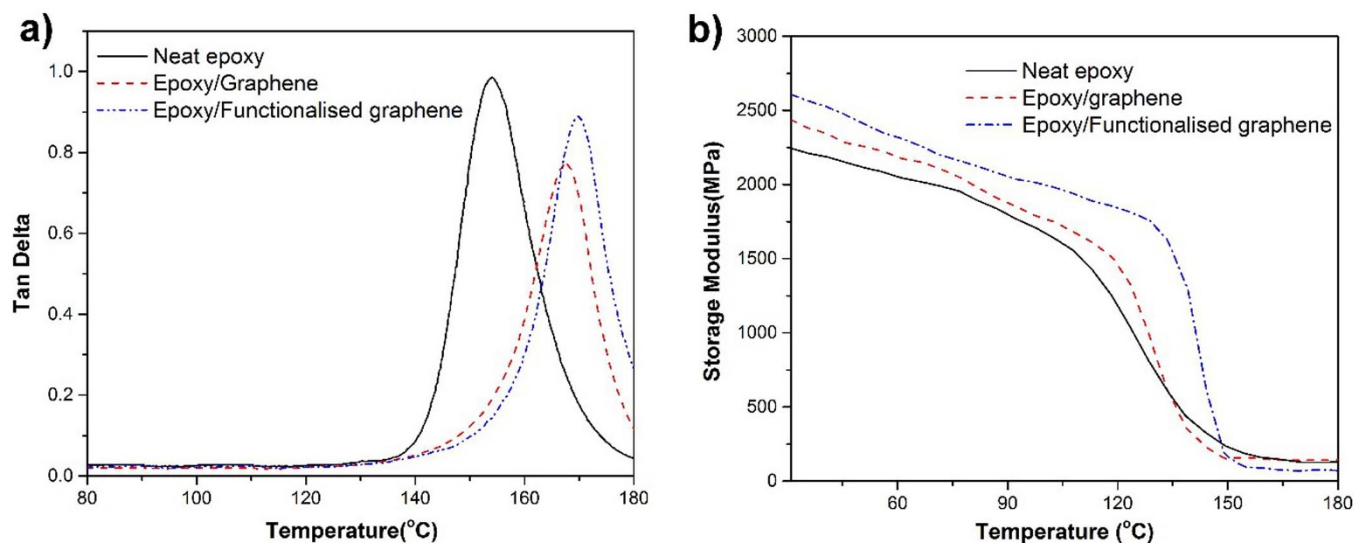 a)
Neat epoxy
Epoxy/Graphene
Epoxy/Functionalised graphene
Tan Delta
1.0
0.8
0.6
0.4
0.2
0.0
80 100 120 140 160 180
Temperature(°C)
b)
Neat epoxy
Epoxy/graphene
Epoxy/Functionalised graphene
Storage Modulus(MPa)
3000
2500
2000
1500
1000
500
0
60 90 120 150 180
Temperature (°C)